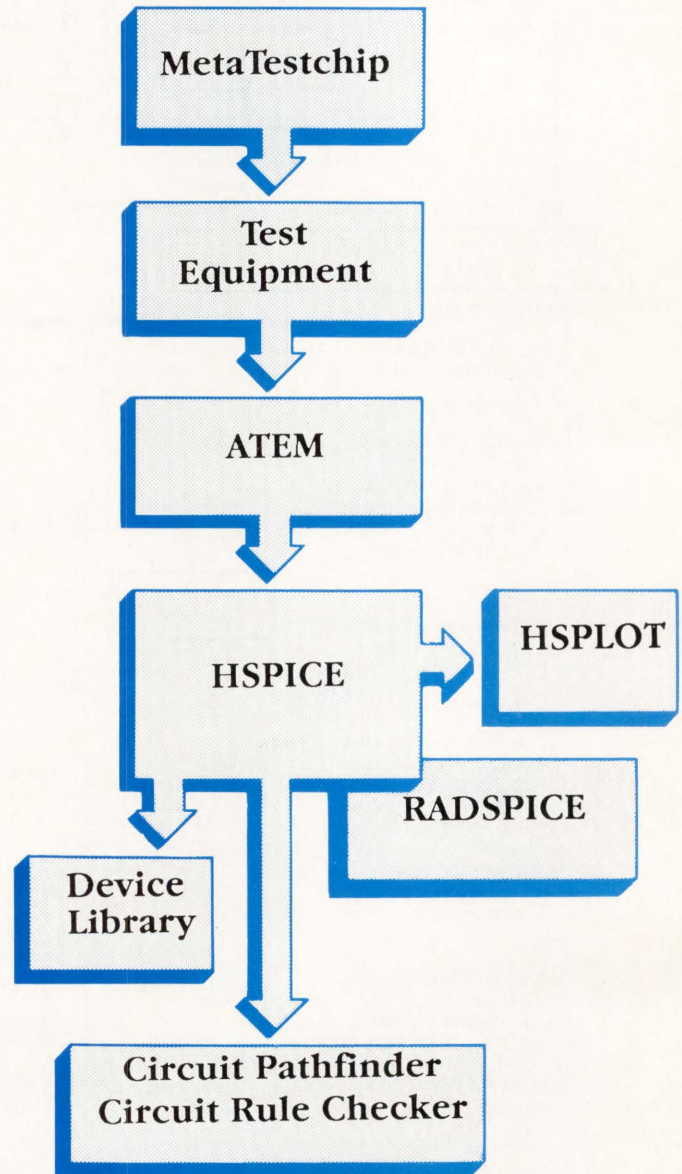 MetaTestchip
Test
Equipment
ATEM
HSPICE
HSPLOT
RADSPICE
Device
Library
Circuit Pathfinder
Circuit Rule Checker